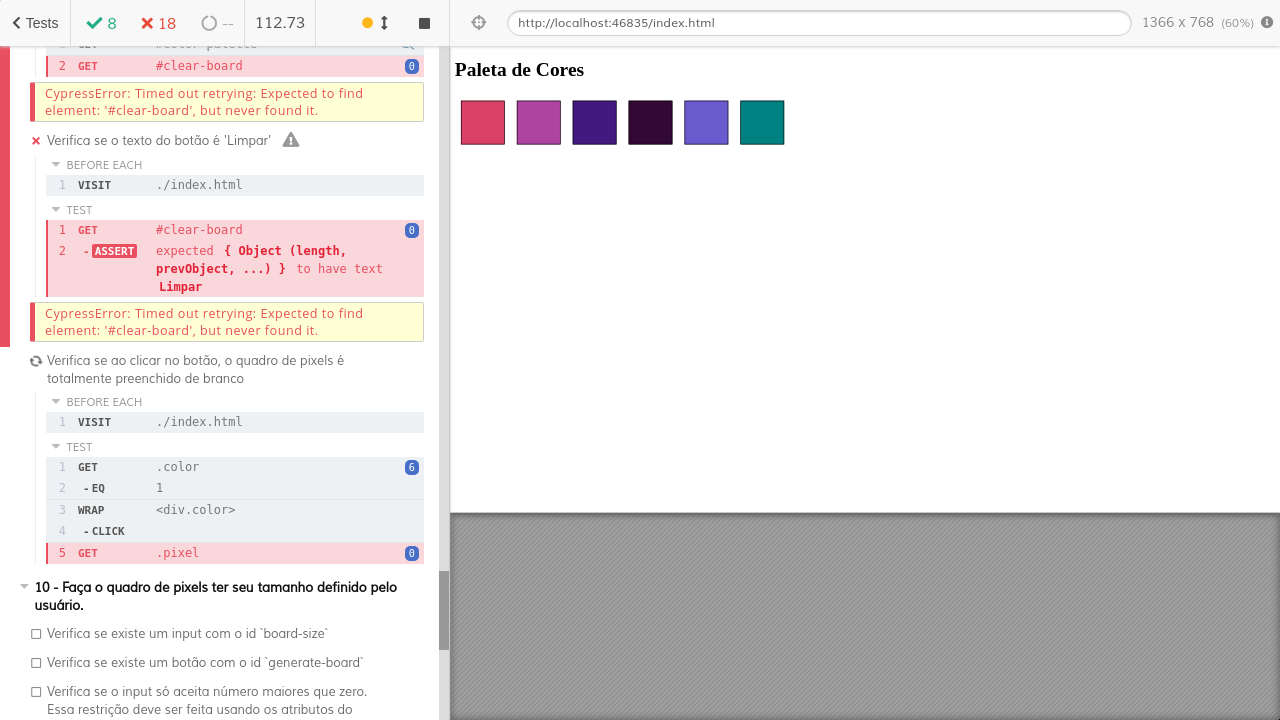 Tests 8 18 -- 112.73 http://localhost:46835/index.html 1366 x 768 (60%)
1 GET #color-palette
2 GET #clear-board 0
CypressError: Timed out retrying: Expected to find
element: '#clear-board', but never found it.
Verifica se o texto do botão é 'Limpar'
BEFORE EACH
1 VISIT ./index.html
TEST
1 GET #clear-board 0
2 -ASSERT expected { Object (length,
prevObject, ...) } to have text
Limpar
CypressError: Timed out retrying: Expected to find
element: '#clear-board', but never found it.
Verifica se ao clicar no botão, o quadro de pixels é
totalmente preenchido de branco
BEFORE EACH
1 VISIT ./index.html
TEST
1 GET .color 6
2 -EQ 1
3 WRAP <div.color>
4 -CLICK
5 GET .pixel 0
10 - Faça o quadro de pixels ter seu tamanho definido pelo
usuário.
Verifica se existe um input com o id `board-size`
Verifica se existe um botão com o id `generate-board`
Verifica se o input só aceita número maiores que zero.
Essa restrição deve ser feita usando os atributos do
Paleta de Cores